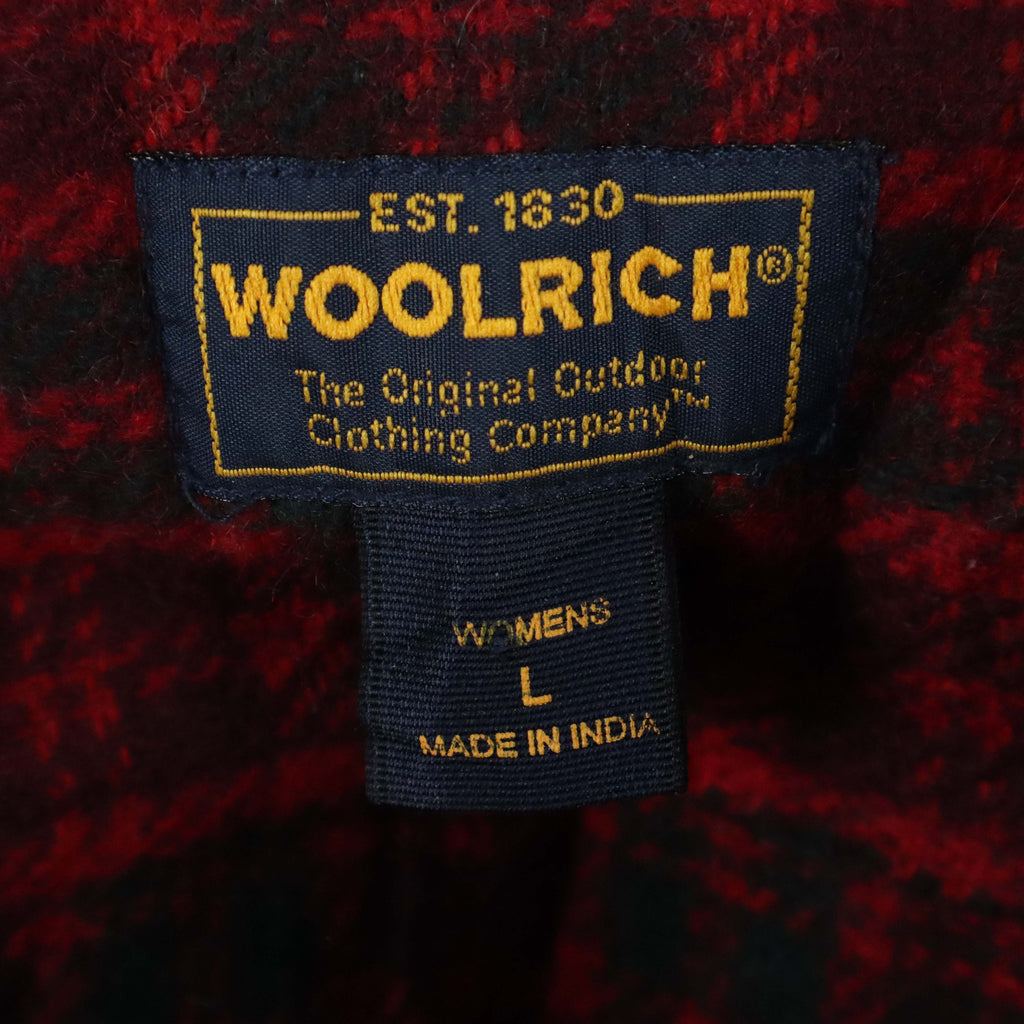 EST. 1830
WOOLRICH®
The Original Outdoor
Clothing Company™
WOMENS
L
MADE IN INDIA